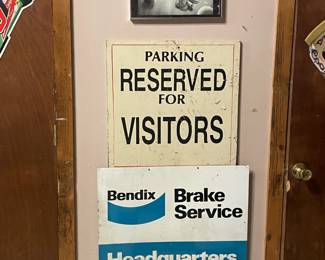 PARKING
RESERVED
FOR
VISITORS
Bendix Brake
Service
Headquarters